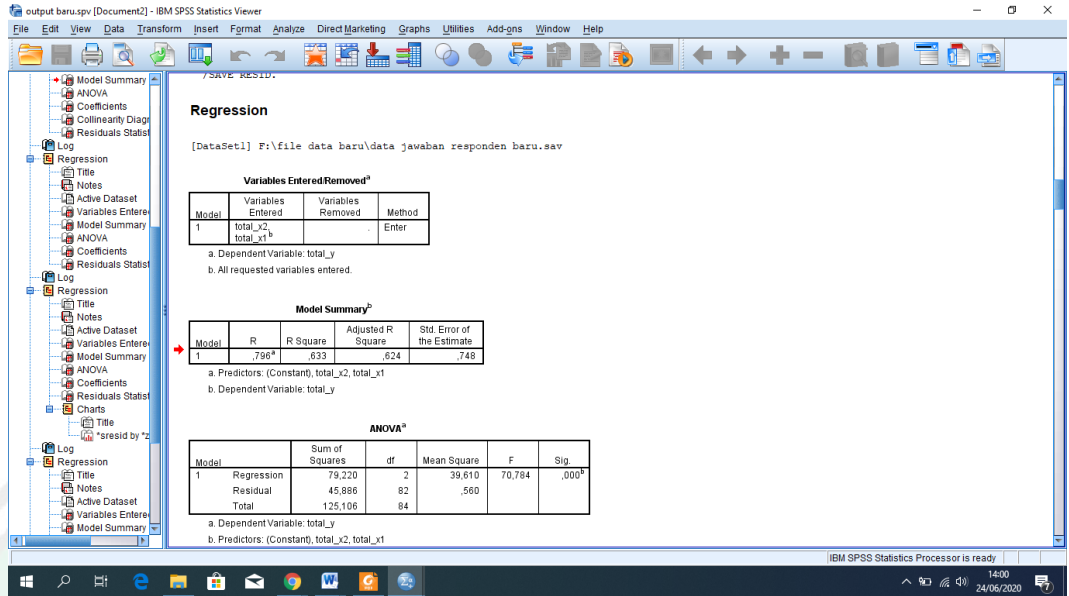 output baru.spv [Document2] - IBM SPSS Statistics Viewer
File Edit View Data Transform Insert Format Analyze Direct Marketing Graphs Utilities Add-ons Window Help
Model Summary
ANOVA
Coefficients
Collinearity Diagr
Residuals Statist
Log
Regression
Title
Notes
Active Dataset
Variables Entere
Model Summary
ANOVA
Coefficients
Residuals Statist
Log
Regression
Title
Notes
Active Dataset
Variables Entere
Model Summary
ANOVA
Coefficients
Residuals Statist
Charts
Title
*sresid by *z
Log
Regression
Title
Notes
Active Dataset
Variables Entere
Model Summary
/SAVE RESID.
Regression
[DataSet1] F:\file data baru\data jawaban responden baru.sav
Variables Entered/Removed^a
Model Variables Entered Variables Removed Method
1 total_x2, total_x1^b . Enter
a. Dependent Variable: total_y
b. All requested variables entered.
Model Summary^b
Model R R Square Adjusted R Square Std. Error of the Estimate
1 ,796^a ,633 ,624 ,748
a. Predictors: (Constant), total_x2, total_x1
b. Dependent Variable: total_y
ANOVA^a
Model Sum of Squares df Mean Square F Sig.
1 Regression 79,220 2 39,610 70,784 ,000^b
Residual 45,886 82 ,560
Total 125,106 84
a. Dependent Variable: total_y
b. Predictors: (Constant), total_x2, total_x1
IBM SPSS Statistics Processor is ready
14:00
24/06/2020